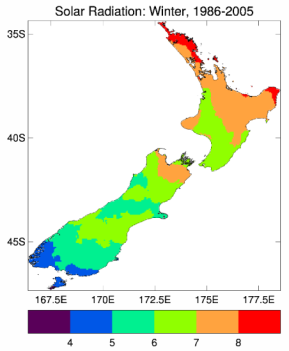 Solar Radiation: Winter, 1986-2005
35S
40S
45S
167.5E 170E 172.5E 175E 177.5E
4 5 6 7 8